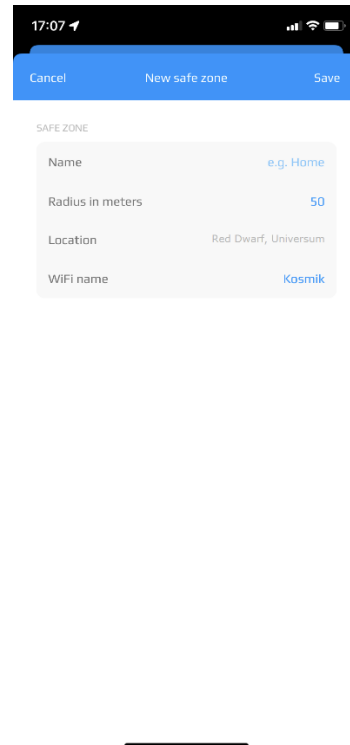 17:07
Cancel New safe zone Save
SAFE ZONE
Name e.g. Home
Radius in meters 50
Location Red Dwarf, Universum
WiFi name Kosmik